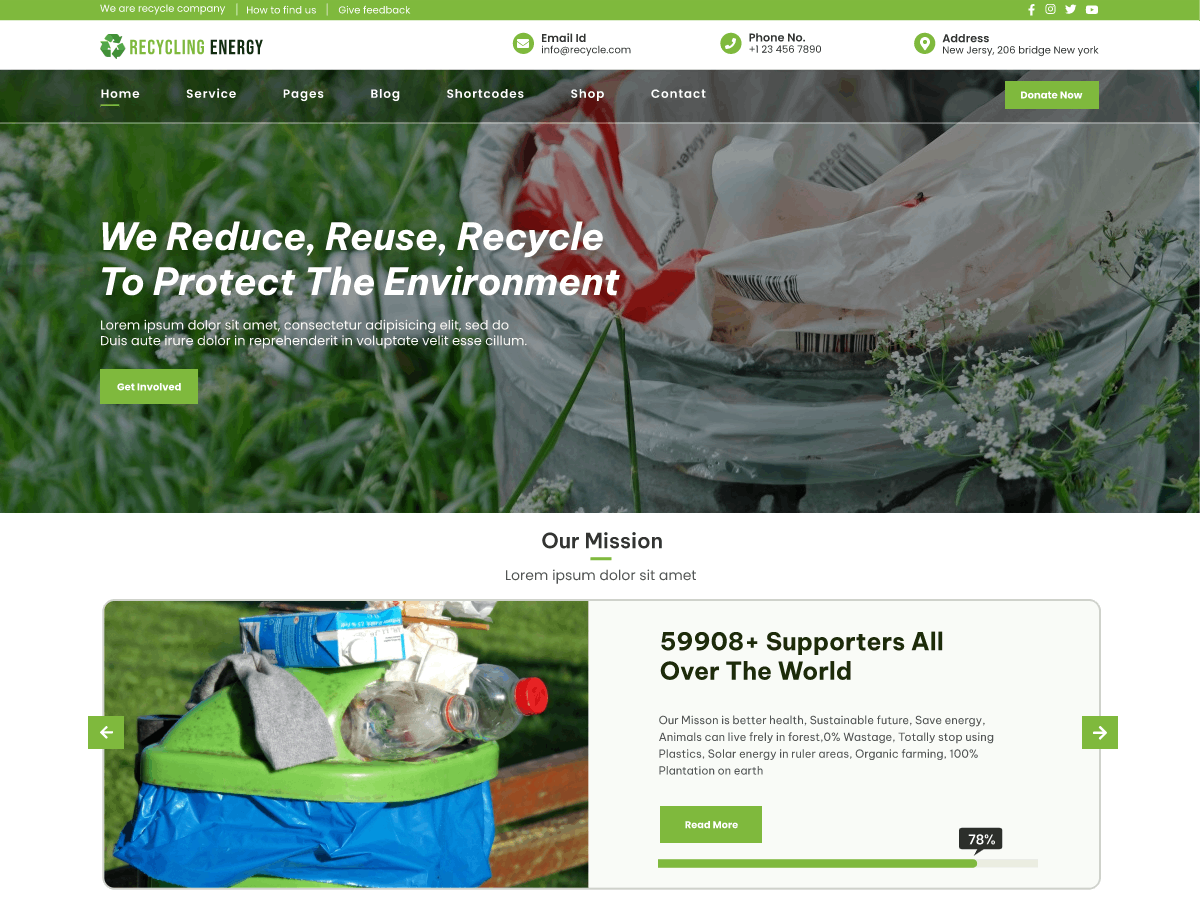 We are recycle company | How to find us | Give feedback
RECYCLING ENERGY
Email Id
info@recycle.com
Phone No.
+1 23 456 7890
Address
New Jersy, 206 bridge New york
Home Service Pages Blog Shortcodes Shop Contact
Donate Now
We Reduce, Reuse, Recycle
To Protect The Environment
Lorem ipsum dolor sit amet, consectetur adipisicing elit, sed do
Duis aute irure dolor in reprehenderit in voluptate velit esse cillum.
Get Involved
Our Mission
Lorem ipsum dolor sit amet
59908+ Supporters All
Over The World
Our Misson is better health, Sustainable future, Save energy,
Animals can live frely in forest,0% Wastage, Totally stop using
Plastics, Solar energy in ruler areas, Organic farming, 100%
Plantation on earth
Read More
78%